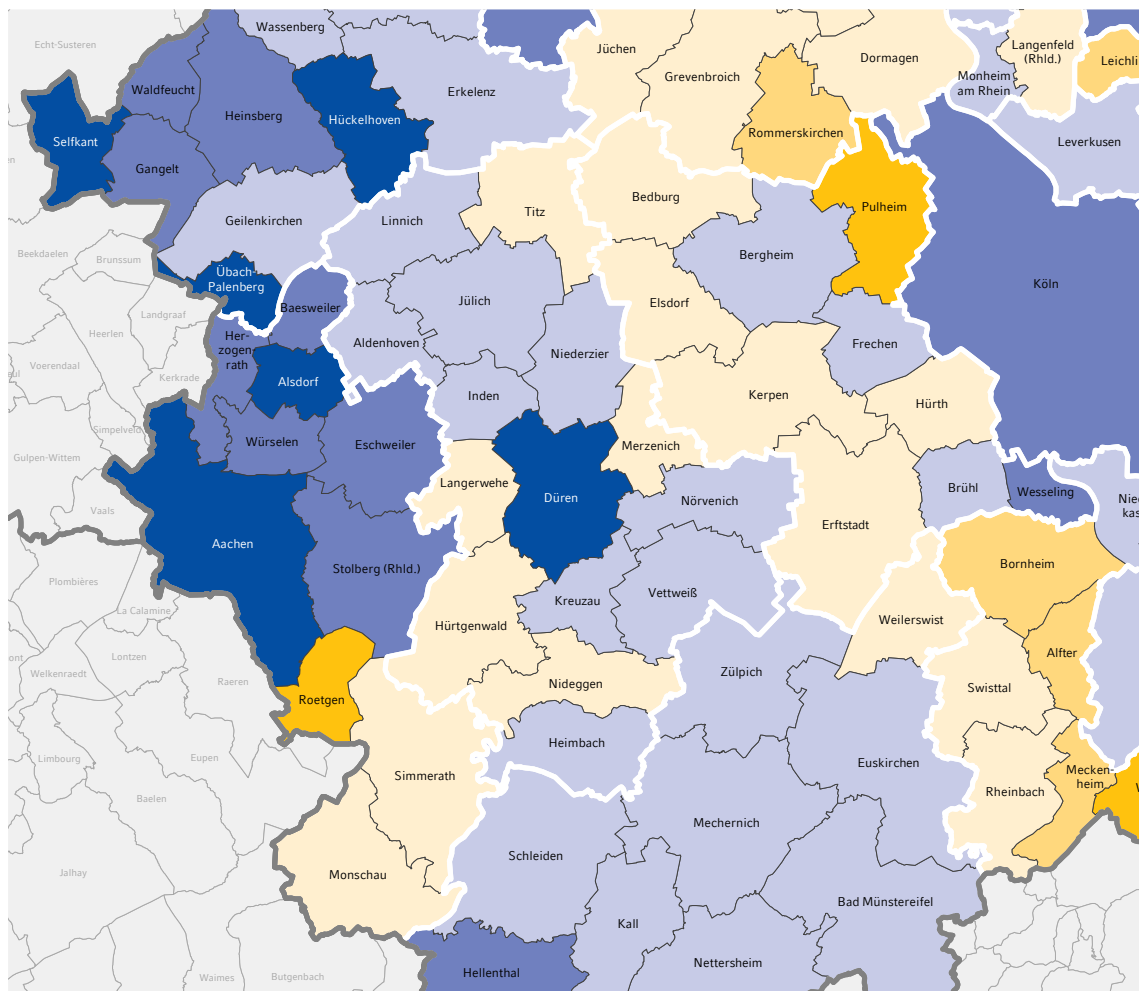 Echt-Susteren
Wassenberg
Jüchen
Dormagen
Langenfeld
(Rhld.)
Leichli
Grevenbroich
Monheim
am Rhein
Waldfeucht
Erkelenz
Heinsberg
Hückelhoven
Rommerskirchen
Selfkant
Leverkusen
Gangelt
Bedburg
Pulheim
Geilenkirchen
Linnich
Titz
Beekdaelen
Brunssum
Bergheim
Übach-
Palenberg
Köln
Jülich
Elsdorf
Baesweiler
Landgraaf
Heerlen
Her-
zogen-
rath
Aldenhoven
Niederzier
Frechen
Voerendaal
Kerkrade
Alsdorf
Inden
Kerpen
Hürth
Simpelveld
Würselen
Eschweiler
Merzenich
Gulpen-Wittem
Langerwehe
Düren
Nörvenich
Brühl
Wesseling
Nied
kas
Vaals
Erftstadt
Aachen
Stolberg (Rhld.)
Bornheim
Plombières
Kreuzau
Vettweiß
La Calamine
Hürtgenwald
Weilerswist
Lontzen
Alfter
ont
Welkenraedt
Raeren
Zülpich
Nideggen
Swisttal
Roetgen
Heimbach
Limbourg
Eupen
Euskirchen
Simmerath
Mecken-
heim
Rheinbach
Baelen
Mechernich
Schleiden
Jalhay
Monschau
Bad Münstereifel
Kall
Nettersheim
Hellenthal
Waimes
Butgenbach